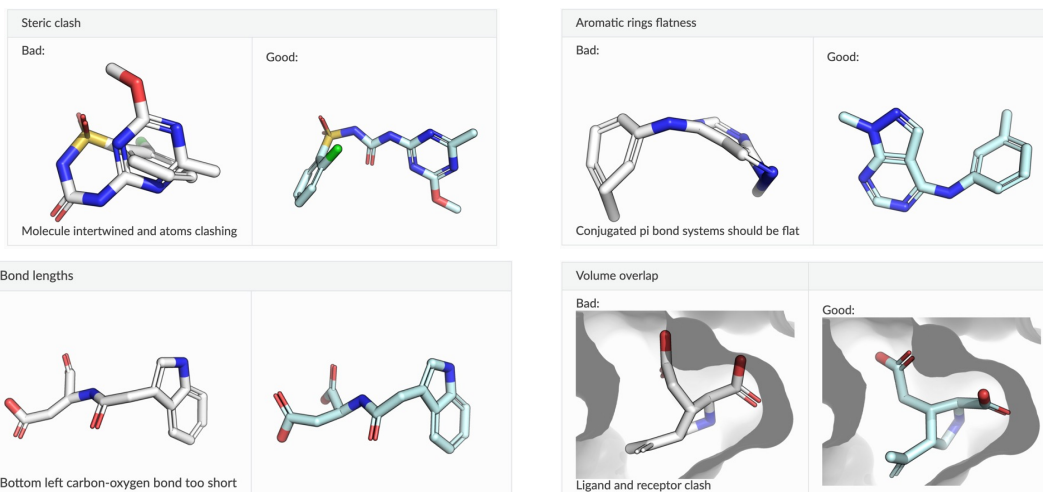 Steric clash
Bad:
Good:
Molecule intertwined and atoms clashing
Aromatic rings flatness
Bad:
Good:
Conjugated pi bond systems should be flat
Bond lengths
Bottom left carbon-oxygen bond too short
Volume overlap
Bad:
Good:
Ligand and receptor clash